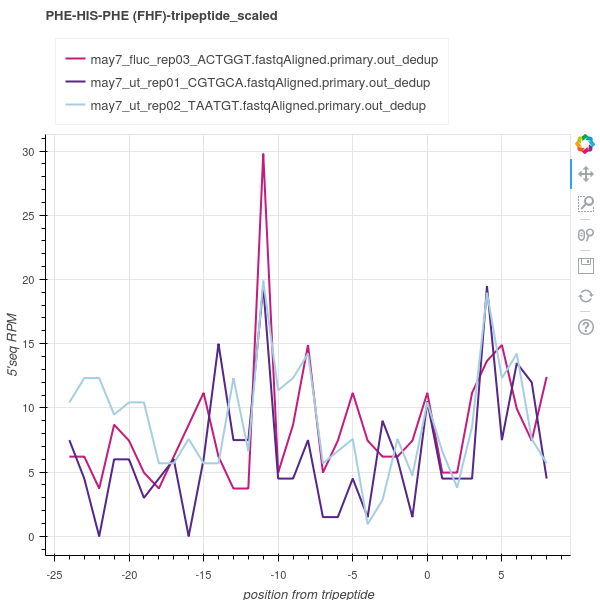 PHE-HIS-PHE (FHF)-tripeptide_scaled
may7_fluc_rep03_ACTGGT.fastqAligned.primary.out_dedup
may7_ut_rep01_CGTGCA.fastqAligned.primary.out_dedup
may7_ut_rep02_TAATGT.fastqAligned.primary.out_dedup
30
25
20
15
10
5
0
5'seq RPM
-25 -20 -15 -10 -5 0 5
position from tripeptide